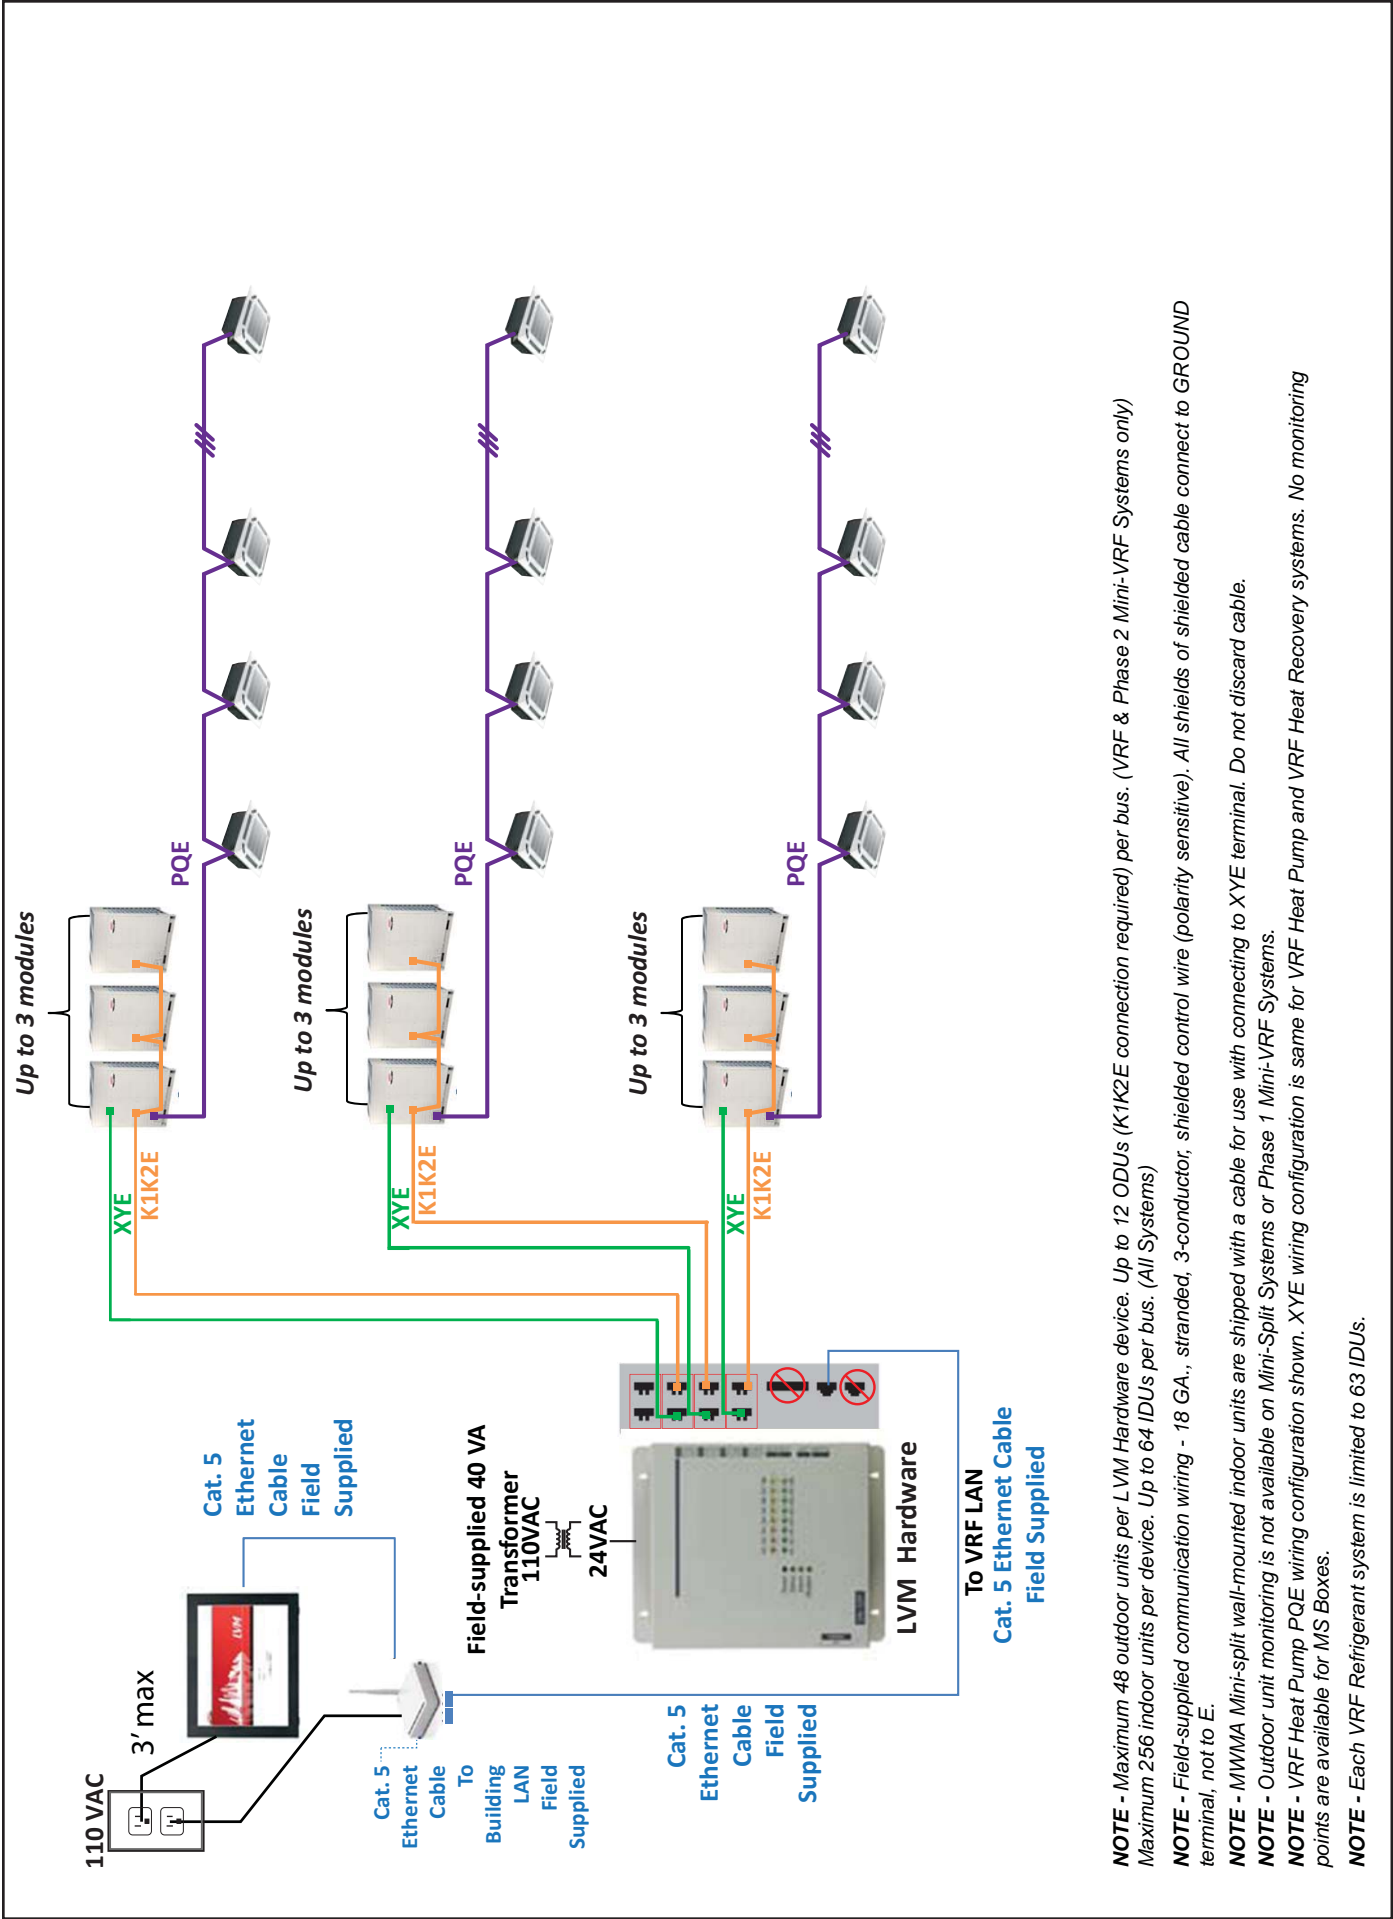 110 VAC
3’ max
Cat. 5
Ethernet
Cable
Field
Supplied
Cat. 5
Ethernet
Cable
To
Building
LAN
Field
Supplied
Field-supplied 40 VA
Transformer
110VAC
24VAC
Cat. 5
Ethernet
Cable
Field
Supplied
LVM Hardware
To VRF LAN
Cat. 5 Ethernet Cable
Field Supplied
LVM
Up to 3 modules
XYE
K1K2E
PQE
Up to 3 modules
XYE
K1K2E
PQE
Up to 3 modules
XYE
K1K2E
PQE
NOTE - Maximum 48 outdoor units per LVM Hardware device. Up to 12 ODUs (K1K2E connection required) per bus. (VRF & Phase 2 Mini-VRF Systems only)
Maximum 256 indoor units per device. Up to 64 IDUs per bus. (All Systems)
NOTE - Field-supplied communication wiring - 18 GA., stranded, 3-conductor, shielded control wire (polarity sensitive). All shields of shielded cable connect to GROUND
terminal, not to E.
NOTE - MWMA Mini-split wall-mounted indoor units are shipped with a cable for use with connecting to XYE terminal. Do not discard cable.
NOTE - Outdoor unit monitoring is not available on Mini-Split Systems or Phase 1 Mini-VRF Systems.
NOTE - VRF Heat Pump PQE wiring configuration shown. XYE wiring configuration is same for VRF Heat Pump and VRF Heat Recovery systems. No monitoring
points are available for MS Boxes.
NOTE - Each VRF Refrigerant system is limited to 63 IDUs.